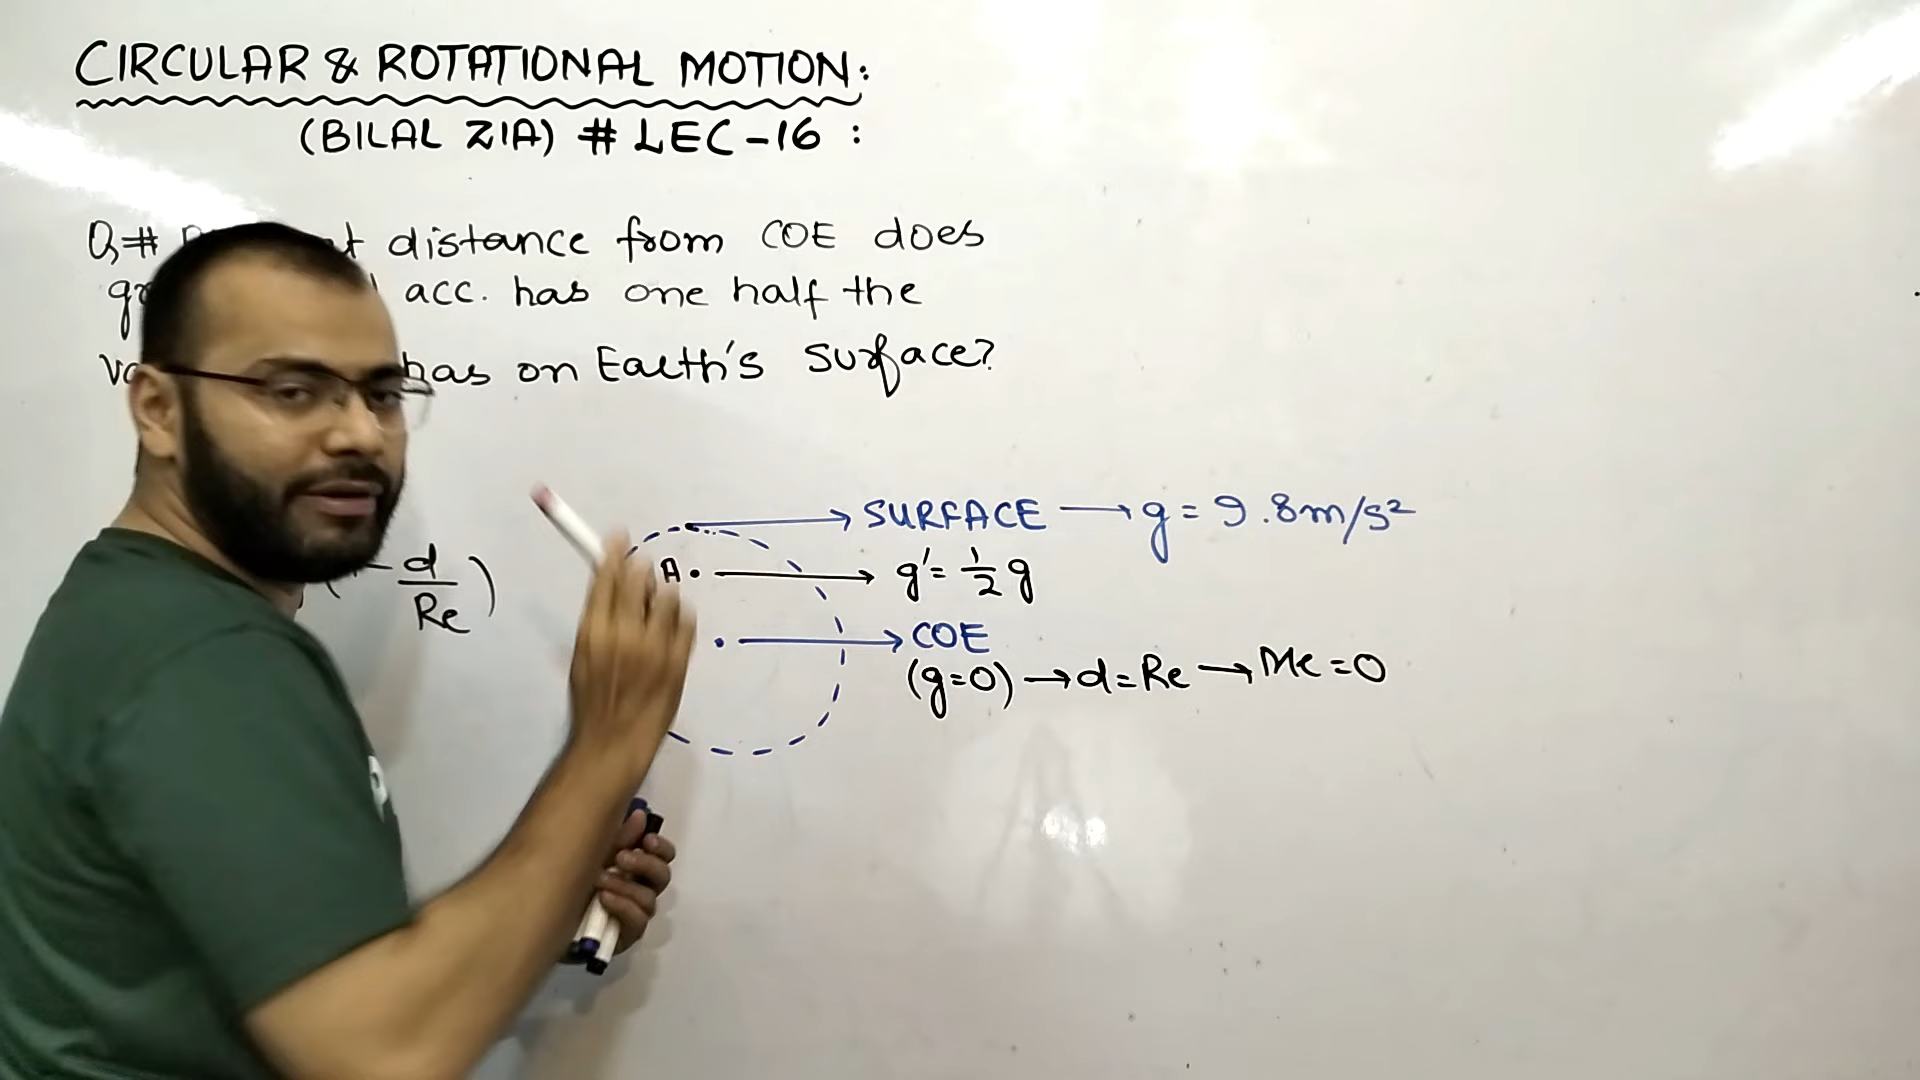 CIRCULAR & ROTATIONAL MOTION:
(BILAL ZIA) # LEC-16 :
Q# distance from COE does
acc. has one half the
has on Earth's Surface?
SURFACE → g = 9.8m/s²
A. → g' = 1/2 g
(1 - d/Re)
. → COE
(g=0) → d=Re → Me=0